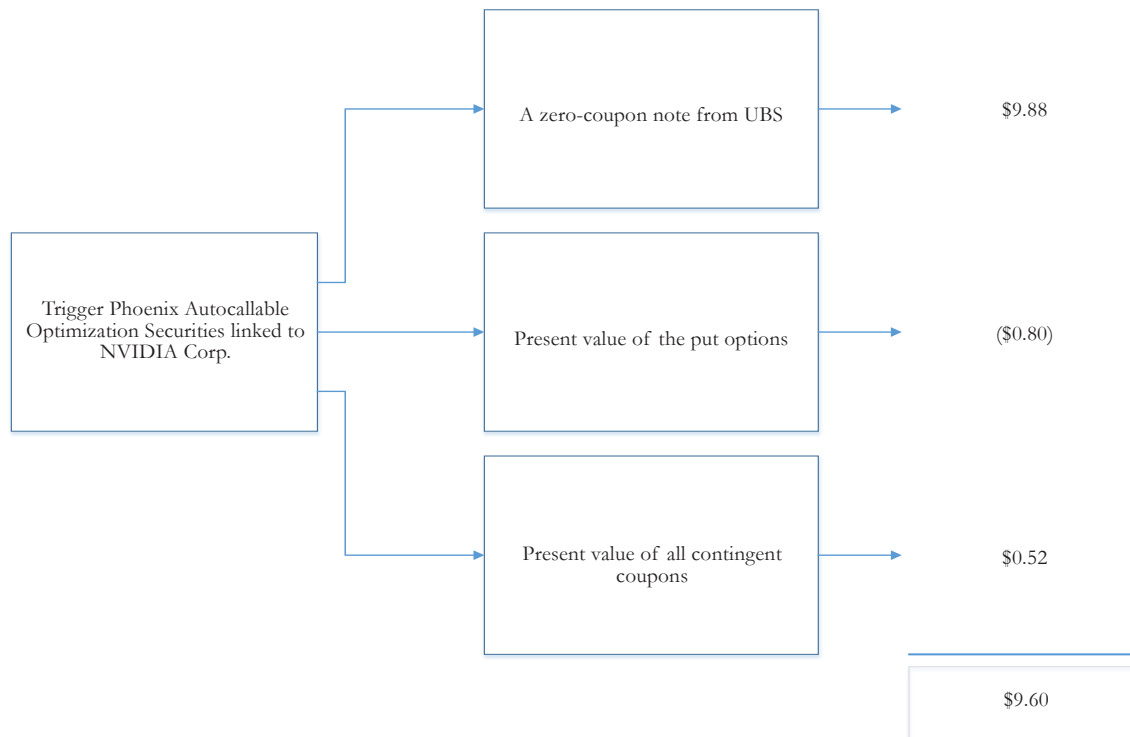 A zero-coupon note from UBS
$9.88
Trigger Phoenix Autocallable
Optimization Securities linked to
NVIDIA Corp.
Present value of the put options
($0.80)
Present value of all contingent
coupons
$0.52
$9.60